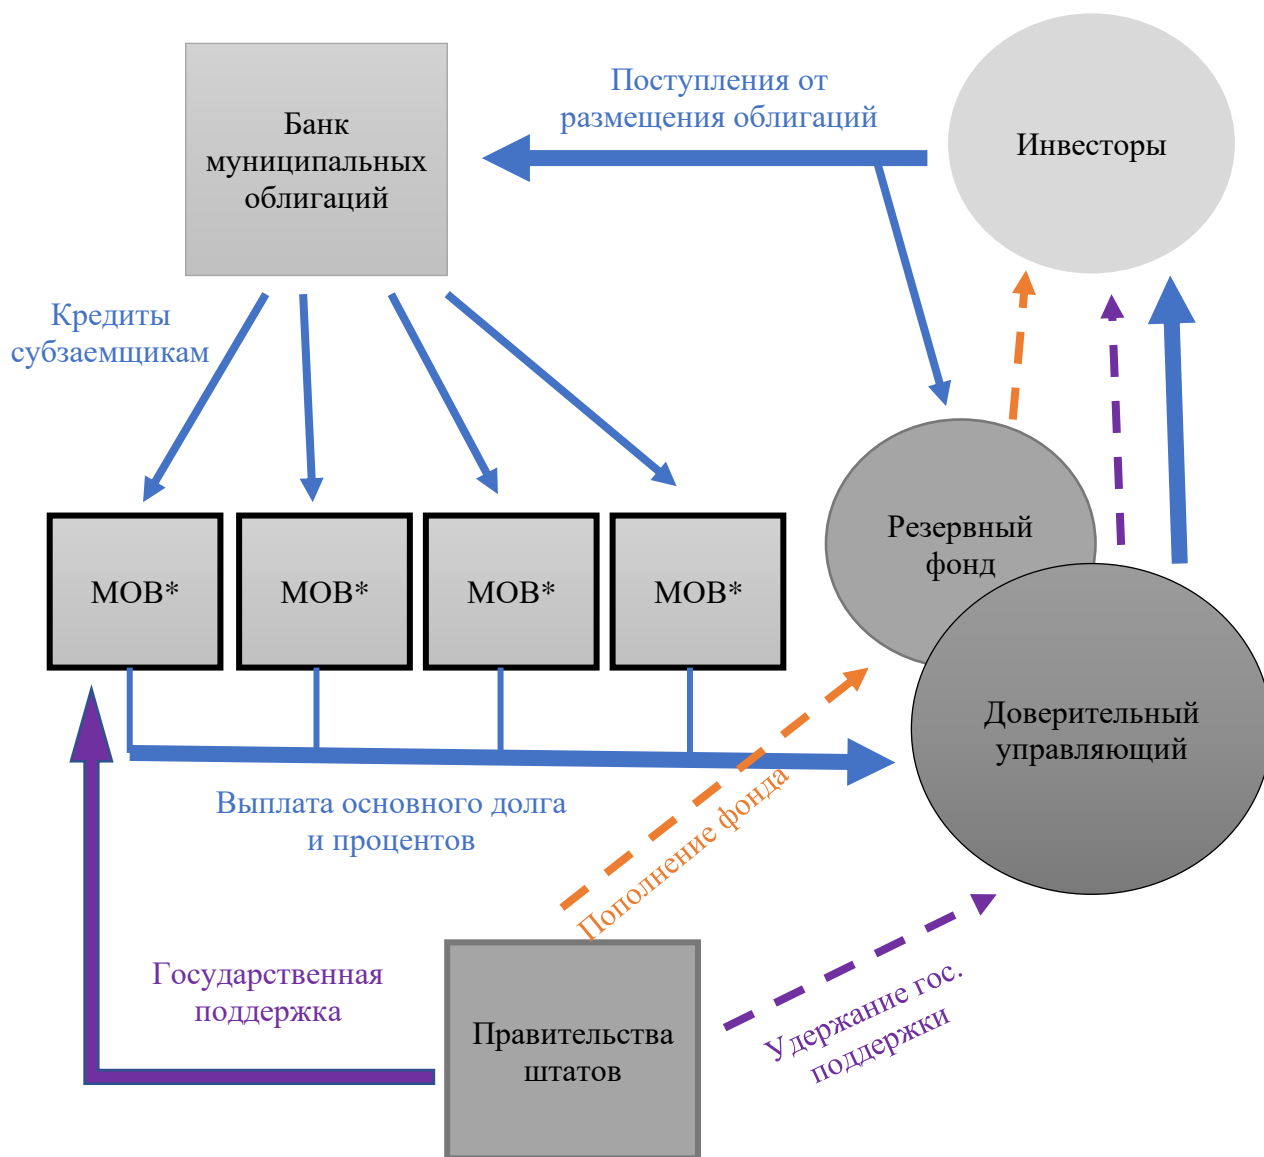 Банк
муниципальных
облигаций
Поступления от
размещения облигаций
Инвесторы
Кредиты
субзаемщикам
МОВ*
МОВ*
МОВ*
МОВ*
Резервный
фонд
Доверительный
управляющий
Выплата основного долга
и процентов
Пополнение фонда
Государственная
поддержка
Правительства
штатов
Удержание гос.
поддержки